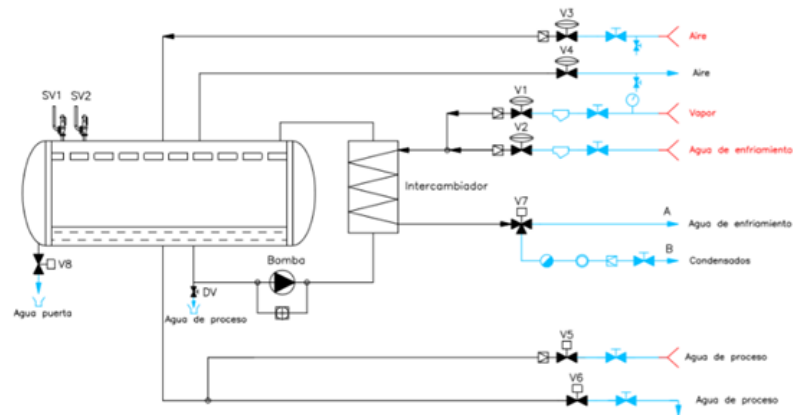 V3
Aire
V4
Aire
SV1 SV2
V1
Vapor
V2
Agua de enfriamiento
Intercambiador
V7
A
Agua de enfriamiento
B
Condensados
V8
Agua puerta
Bomba
DV
Agua de proceso
V5
Agua de proceso
V6
Agua de proceso